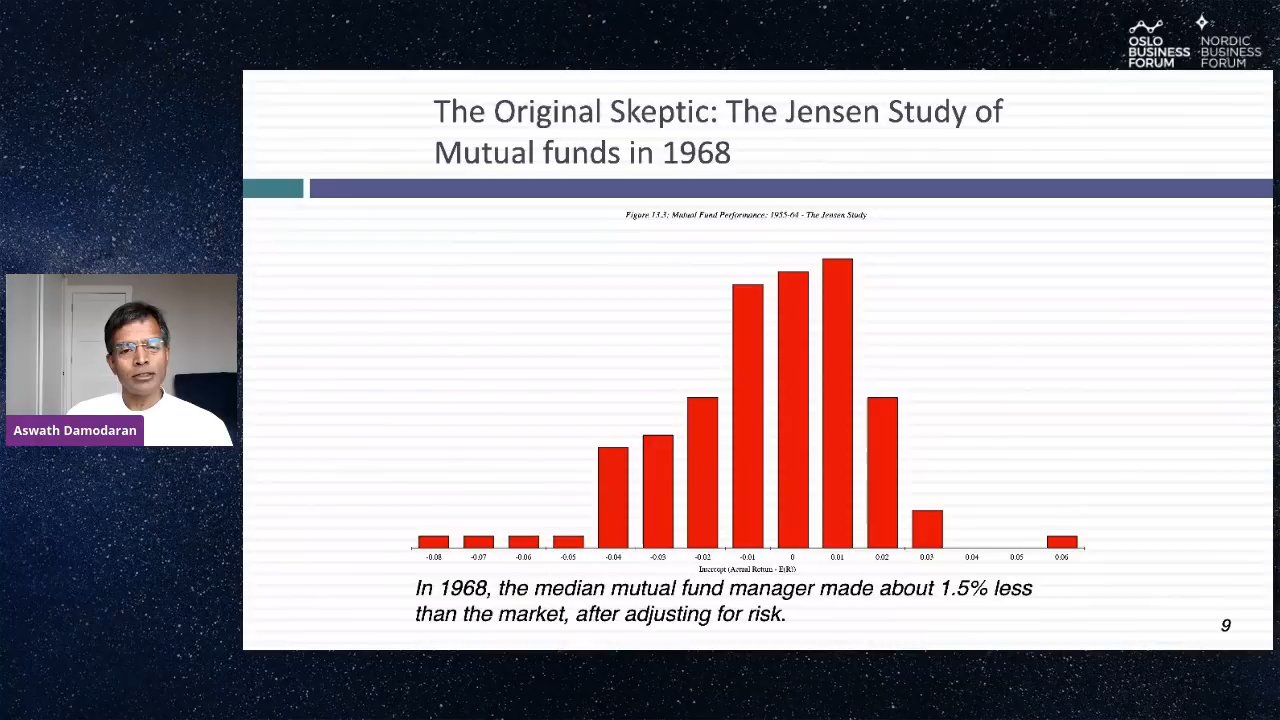 OSLO
BUSINESS
FORUM
NORDIC
BUSINESS
FORUM
The Original Skeptic: The Jensen Study of
Mutual funds in 1968
Figure 13.3: Mutual Fund Performance: 1955-64 - The Jensen Study
-0.08 -0.07 -0.06 -0.05 -0.04 -0.03 -0.02 -0.01 0 0.01 0.02 0.03 0.04 0.05 0.06
Intercept (Actual Return - E(R))
In 1968, the median mutual fund manager made about 1.5% less
than the market, after adjusting for risk.
9
Aswath Damodaran